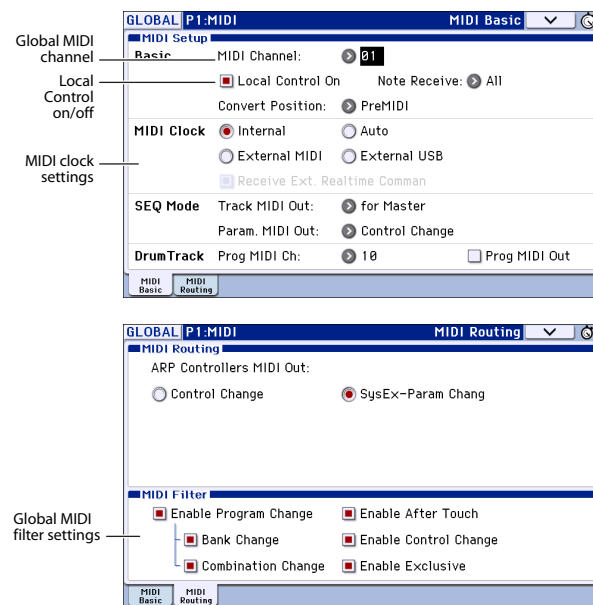 GLOBAL P1:MIDI MIDI Basic
MIDI Setup
Global MIDI
channel
Basic MIDI Channel: 01
Local
Control
on/off
Local Control On Note Receive: All
Convert Position: PreMIDI
MIDI Clock Internal Auto
MIDI clock
settings
External MIDI External USB
Receive Ext. Realtime Comman
SEQ Mode Track MIDI Out: for Master
Param. MIDI Out: Control Change
DrumTrack Prog MIDI Ch: 10 Prog MIDI Out
MIDI
Basic
MIDI
Routing
GLOBAL P1:MIDI MIDI Routing
MIDI Routing
ARP Controllers MIDI Out:
Control Change SysEx-Param Chang
MIDI Filter
Global MIDI
filter settings
Enable Program Change Enable After Touch
Bank Change Enable Control Change
Combination Change Enable Exclusive
MIDI
Basic
MIDI
Routing